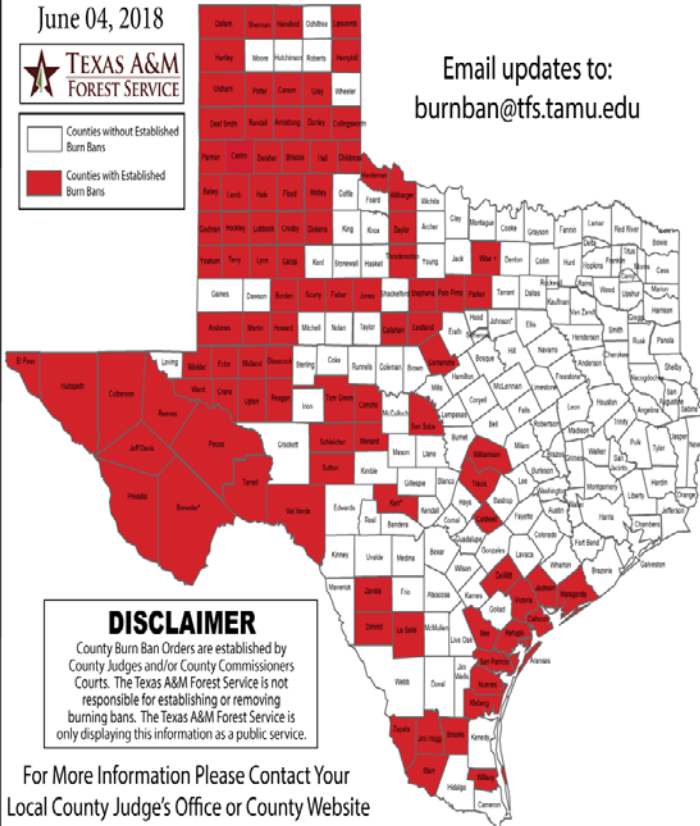 June 04, 2018
TEXAS A&M
FOREST SERVICE
Counties without Established
Burn Bans
Counties with Established
Burn Bans
Email updates to:
burnban@tfs.tamu.edu
Dallam Sherman Hansford Ochiltree Lipscomb
Hartley Moore Hutchinson Roberts Hemphill
Oldham Potter Carson Gray Wheeler
Deaf Smith Randall Armstrong Donley Collingsworth
Parmer Castro Swisher Briscoe Hall Childress
Hardeman
Bailey Lamb Hale Floyd Motley Cottle Foard Wilbarger Wichita
Clay Montague Cooke Grayson Fannin Lamar Red River Bowie
Cochran Hockley Lubbock Crosby Dickens King Knox Baylor Archer
Delta Titus Morris Cass
Yoakum Terry Lynn Garza Kent Stonewall Haskell Throckmorton Young Jack Wise Denton Collin Hunt Hopkins Franklin
Camp Marion
Gaines Dawson Borden Scurry Fisher Jones Shackelford Stephens Palo Pinto Parker Tarrant Dallas Kaufman Rains Wood Upshur Harrison
Van Zandt Gregg
Andrews Martin Howard Mitchell Nolan Taylor Callahan Eastland Erath Hood Johnson* Ellis Henderson Smith Rusk Panola
El Paso Hudspeth Culberson Reeves Loving Winkler Ector Midland Glasscock Sterling Coke Runnels Coleman Brown Comanche
Bosque Hill Navarro Anderson Cherokee Shelby
Hamilton McLennan Limestone Freestone Nacogdoches
Ward Crane Upton Reagan Irion Tom Green Concho McCulloch San Saba Mills Coryell Falls Leon Houston Angelina San Augustine
Lampasas Bell Robertson Madison Trinity Polk Tyler Jasper
Jeff Davis Pecos Crockett Schleicher Menard Mason Llano Burnet Williamson Milam Grimes Walker San Jacinto
Presidio Brewster* Terrell Sutton Kimble Gillespie Blanco Travis Lee Burleson Washington Montgomery Liberty Hardin Orange
Val Verde Edwards Real Kerr* Kendall Bandera Hays Comal Caldwell Bastrop Fayette Austin Harris Chambers Jefferson
Guadalupe Gonzales Colorado Fort Bend Galveston
Kinney Uvalde Medina Bexar Wilson Lavaca Wharton Brazoria
Maverick Zavala Frio Atascosa Karnes DeWitt Victoria Jackson Matagorda
Goliad Calhoun
Dimmit La Salle McMullen Live Oak Bee Refugio Aransas
San Patricio
Webb Duval Jim Wells Nueces
Kleberg
Zapata Jim Hogg Brooks Kenedy
Starr Hidalgo Willacy
Cameron
DISCLAIMER
County Burn Ban Orders are established by
County Judges and/or County Commissioners
Courts. The Texas A&M Forest Service is not
responsible for establishing or removing
burning bans. The Texas A&M Forest Service is
only displaying this information as a public service.
For More Information Please Contact Your
Local County Judge's Office or County Website